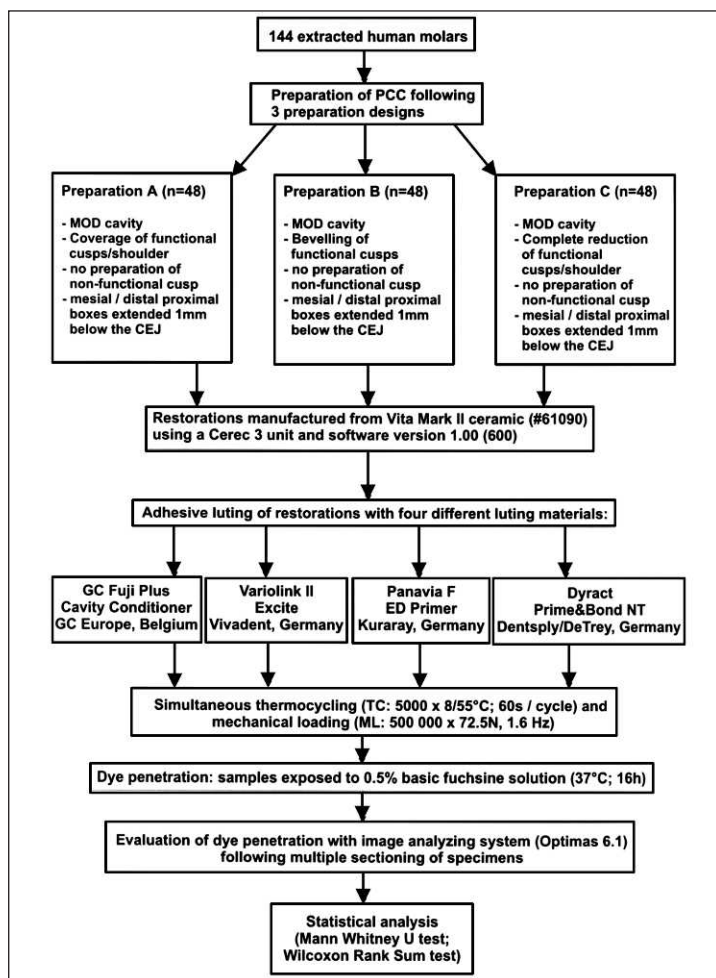 144 extracted human molars
Preparation of PCC following
3 preparation designs
Preparation A (n=48)
- MOD cavity
- Coverage of functional
cusps/shoulder
- no preparation of
non-functional cusp
- mesial / distal proximal
boxes extended 1mm
below the CEJ
Preparation B (n=48)
- MOD cavity
- Bevelling of
functional cusps
- no preparation of
non-functional cusp
- mesial / distal proximal
boxes extended 1mm
below the CEJ
Preparation C (n=48)
- MOD cavity
- Complete reduction
of functional
cusps/shoulder
- no preparation of
non-functional cusp
- mesial / distal proximal
boxes extended 1mm
below the CEJ
Restorations manufactured from Vita Mark II ceramic (#61090)
using a Cerec 3 unit and software version 1.00 (600)
Adhesive luting of restorations with four different luting materials:
GC Fuji Plus
Cavity Conditioner
GC Europe, Belgium
Variolink II
Excite
Vivadent, Germany
Panavia F
ED Primer
Kuraray, Germany
Dyract
Prime&Bond NT
Dentsply/DeTrey, Germany
Simultaneous thermocycling (TC: 5000 x 8/55°C; 60s / cycle) and
mechanical loading (ML: 500 000 x 72.5N, 1.6 Hz)
Dye penetration: samples exposed to 0.5% basic fuchsine solution (37°C; 16h)
Evaluation of dye penetration with image analyzing system (Optimas 6.1)
following multiple sectioning of specimens
Statistical analysis
(Mann Whitney U test;
Wilcoxon Rank Sum test)